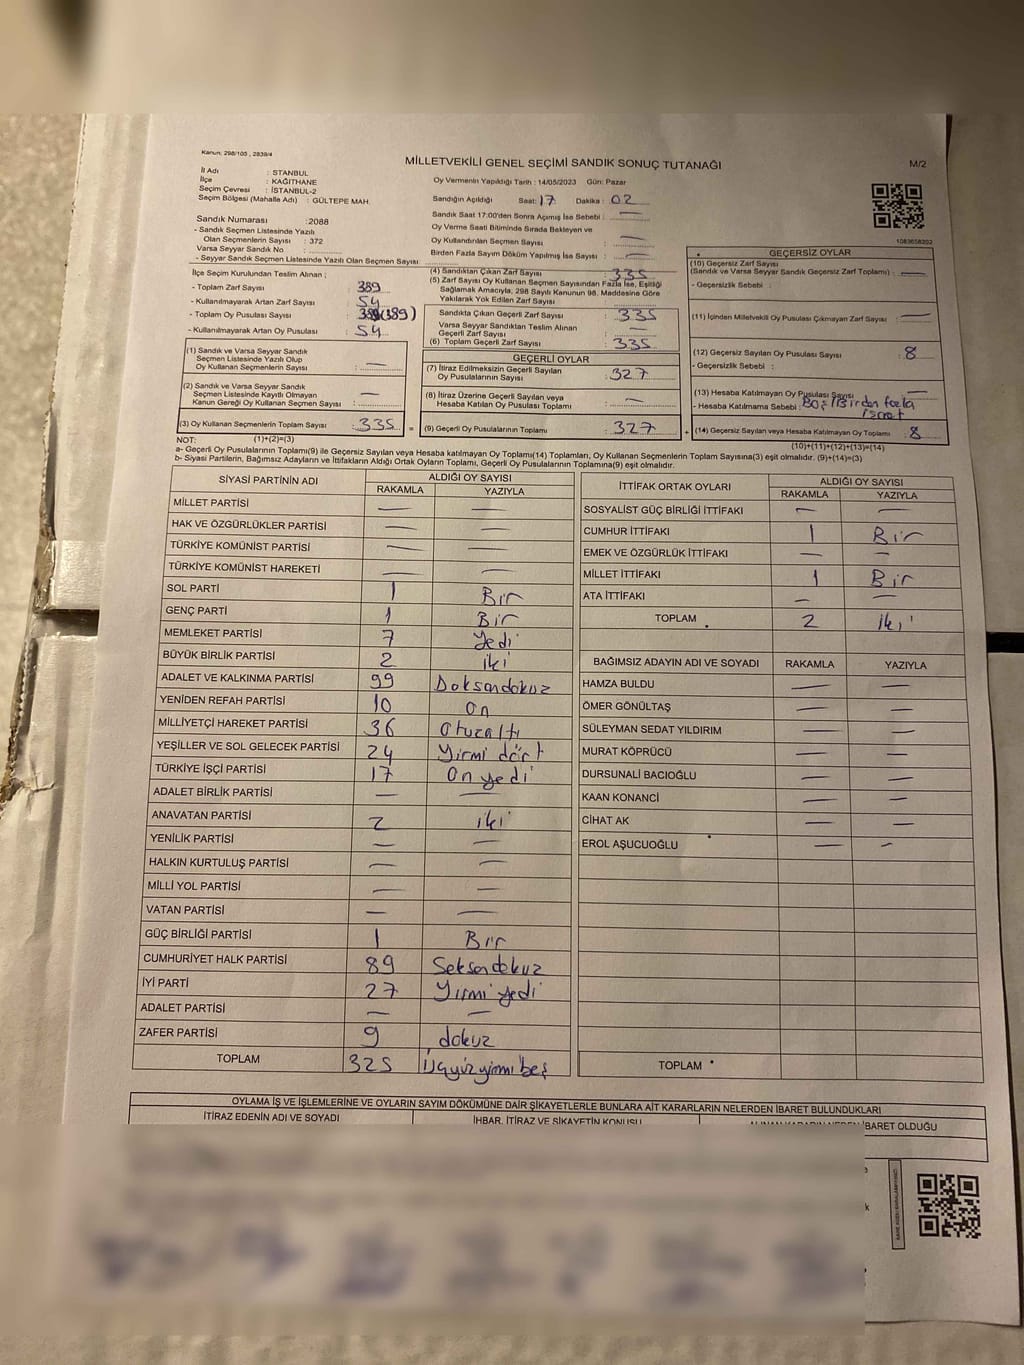 Kanun: 298/105 , 2839/4
MİLLETVEKİLİ GENEL SEÇİMİ SANDIK SONUÇ TUTANAĞI
M/2
İl Adı : İSTANBUL
İlçe : KAĞITHANE
Seçim Çevresi : İSTANBUL-2
Seçim Bölgesi (Mahalle Adı) : GÜLTEPE MAH.
Oy Vermenin Yapıldığı Tarih : 14/05/2023 Gün: Pazar
Sandığın Açıldığı Saat: 17 Dakika : 02
Sandık Saat 17:00'den Sonra Açımış İse Sebebi : —
Oy Verme Saati Bitiminde Sırada Bekleyen ve
Oy Kullandırılan Seçmen Sayısı : —
Birden Fazla Sayım Döküm Yapılmış İse Sayısı : —
1083658202
Sandık Numarası : 2088
- Sandık Seçmen Listesinde Yazılı
Olan Seçmenlerin Sayısı : 372
Varsa Seyyar Sandık No :
- Seyyar Sandık Seçmen Listesinde Yazılı Olan Seçmen Sayısı:
İlçe Seçim Kurulundan Teslim Alınan ;
- Toplam Zarf Sayısı : 389
- Kullanılmayarak Artan Zarf Sayısı : 54
- Toplam Oy Pusulası Sayısı : (389)
- Kullanılmayarak Artan Oy Pusulası : 54
(1) Sandık ve Varsa Seyyar Sandık
Seçmen Listesinde Yazılı Olup
Oy Kullanan Seçmenlerin Sayısı : —
(2) Sandık ve Varsa Seyyar Sandık
Seçmen Listesinde Kayıtlı Olmayan
Kanun Gereği Oy Kullanan Seçmen Sayısı : —
(3) Oy Kullanan Seçmenlerin Toplam Sayısı : 335
(1)+(2)=(3)
(4) Sandıktan Çıkan Zarf Sayısı : 335
(5) Zarf Sayısı Oy Kullanan Seçmen Sayısından Fazla İse, Eşitliği
Sağlamak Amacıyla, 298 Sayılı Kanunun 98. Maddesine Göre
Yakılarak Yok Edilen Zarf Sayısı :
Sandıkta Çıkan Geçerli Zarf Sayısı : 335
Varsa Seyyar Sandıktan Teslim Alınan
Geçerli Zarf Sayısı : —
(6) Toplam Geçerli Zarf Sayısı : 335
GEÇERLİ OYLAR
(7) İtiraz Edilmeksizin Geçerli Sayılan
Oy Pusulalarının Sayısı : 327
(8) İtiraz Üzerine Geçerli Sayılan veya
Hesaba Katılan Oy Pusulası Toplamı : —
= (9) Geçerli Oy Pusulalarının Toplamı : 327
GEÇERSİZ OYLAR
(10) Geçersiz Zarf Sayısı
(Sandık ve Varsa Seyyar Sandık Geçersiz Zarf Toplamı) : —
- Geçersizlik Sebebi :
(11) İçinden Milletvekili Oy Pusulası Çıkmayan Zarf Sayısı : —
(12) Geçersiz Sayılan Oy Pusulası Sayısı : 8
- Geçersizlik Sebebi :
(13) Hesaba Katılmayan Oy Pusulası Sayısı : —
- Hesaba Katılmama Sebebi : Boş/Birden fazla
işaret
+ (14) Geçersiz Sayılan veya Hesaba Katılmayan Oy Toplamı : 8
(10)+(11)+(12)+(13)=(14)
NOT:
a- Geçerli Oy Pusulalarının Toplamı(9) ile Geçersiz Sayılan veya Hesaba Katılmayan Oy Toplamı(14) Toplamları, Oy Kullanan Seçmenlerin Toplam Sayısına(3) eşit olmalıdır. (9)+(14)=(3)
b- Siyasi Partilerin, Bağımsız Adayların ve İttifakların Aldığı Ortak Oyların Toplamı, Geçerli Oy Pusulalarının Toplamına(9) eşit olmalıdır.
SİYASİ PARTİNİN ADI ALDIĞI OY SAYISI
RAKAMLA YAZIYLA
MİLLET PARTİSİ — —
HAK VE ÖZGÜRLÜKLER PARTİSİ — —
TÜRKİYE KOMÜNİST PARTİSİ — —
TÜRKİYE KOMÜNİST HAREKETİ — —
SOL PARTİ 1 Bir
GENÇ PARTİ 1 Bir
MEMLEKET PARTİSİ 7 Yedi
BÜYÜK BİRLİK PARTİSİ 2 iki
ADALET VE KALKINMA PARTİSİ 99 Doksandokuz
YENİDEN REFAH PARTİSİ 10 On
MİLLİYETÇİ HAREKET PARTİSİ 36 Otuzaltı
YEŞİLLER VE SOL GELECEK PARTİSİ 24 Yirmi dört
TÜRKİYE İŞÇİ PARTİSİ 17 On yedi
ADALET BİRLİK PARTİSİ — —
ANAVATAN PARTİSİ 2 iki
YENİLİK PARTİSİ — —
HALKIN KURTULUŞ PARTİSİ — —
MİLLİ YOL PARTİSİ — —
VATAN PARTİSİ — —
GÜÇ BİRLİĞİ PARTİSİ 1 Bir
CUMHURİYET HALK PARTİSİ 89 Seksendokuz
İYİ PARTİ 27 Yirmi yedi
ADALET PARTİSİ — —
ZAFER PARTİSİ 9 dokuz
TOPLAM 325 Üçyüzyirmi beş
İTTİFAK ORTAK OYLARI ALDIĞI OY SAYISI
RAKAMLA YAZIYLA
SOSYALİST GÜÇ BİRLİĞİ İTTİFAKI — —
CUMHUR İTTİFAKI 1 Bir
EMEK VE ÖZGÜRLÜK İTTİFAKI — —
MİLLET İTTİFAKI 1 Bir
ATA İTTİFAKI — —
TOPLAM 2 iki
BAĞIMSIZ ADAYIN ADI VE SOYADI RAKAMLA YAZIYLA
HAMZA BULDU — —
ÖMER GÖNÜLTAŞ — —
SÜLEYMAN SEDAT YILDIRIM — —
MURAT KÖPRÜCÜ — —
DURSUNALİ BACIOĞLU — —
KAAN KONANCİ — —
CİHAT AK — —
EROL AŞUCUOĞLU — —
TOPLAM
OYLAMA İŞ VE İŞLEMLERİNE VE OYLARIN SAYIM DÖKÜMÜNE DAİR ŞİKAYETLERLE BUNLARA AİT KARARLARIN NELERDEN İBARET BULUNDUKLARI
İTİRAZ EDENİN ADI VE SOYADI İHBAR, İTİRAZ VE ŞİKAYETİN KONUSU İBARET OLDUĞU